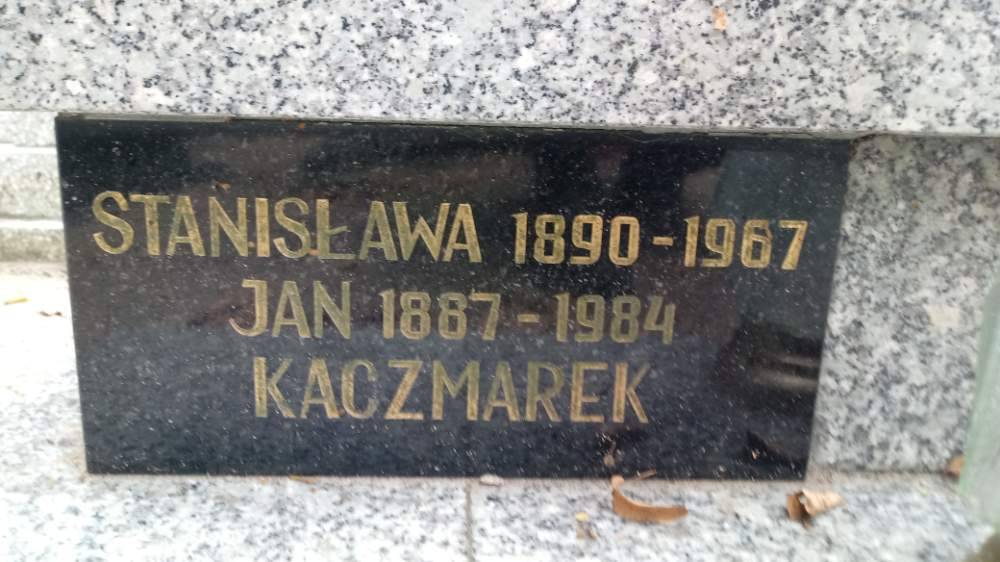 STANISŁAWA 1890-1967
JAN 1887-1984
KACZMAREK